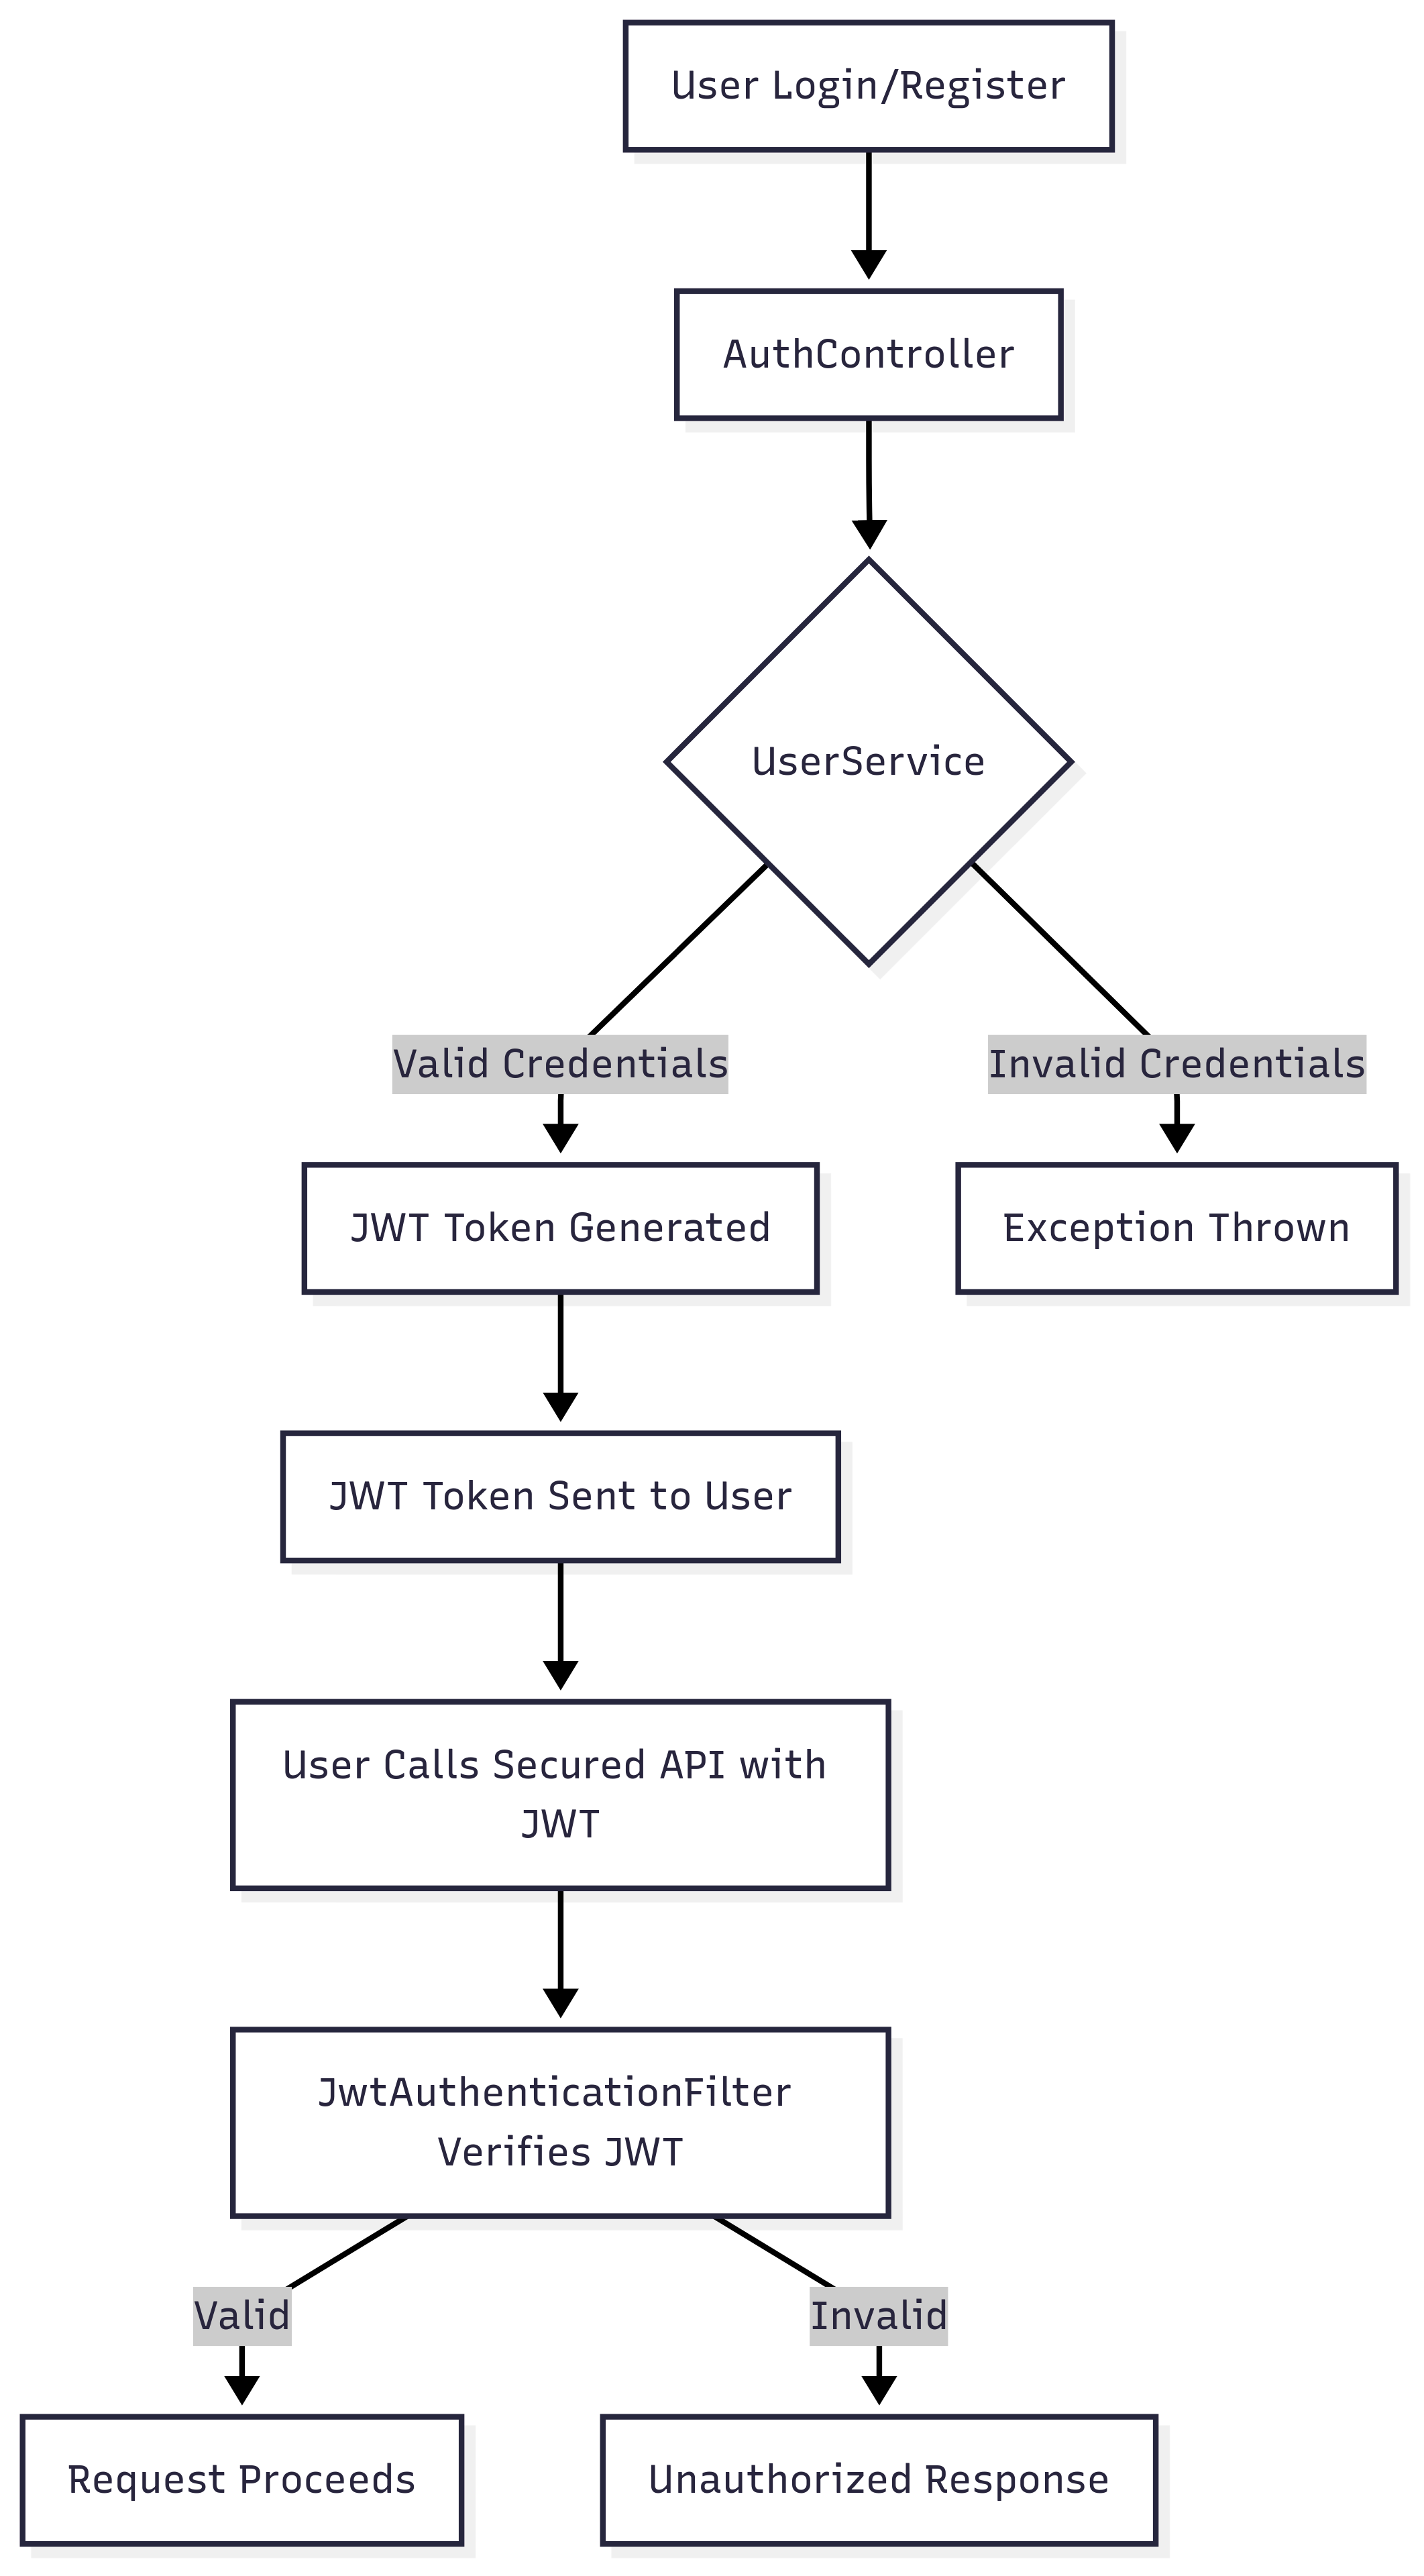 User Login/Register
AuthController
UserService
Valid Credentials
Invalid Credentials
JWT Token Generated
Exception Thrown
JWT Token Sent to User
User Calls Secured API with
JWT
JwtAuthenticationFilter
Verifies JWT
Valid
Invalid
Request Proceeds
Unauthorized Response